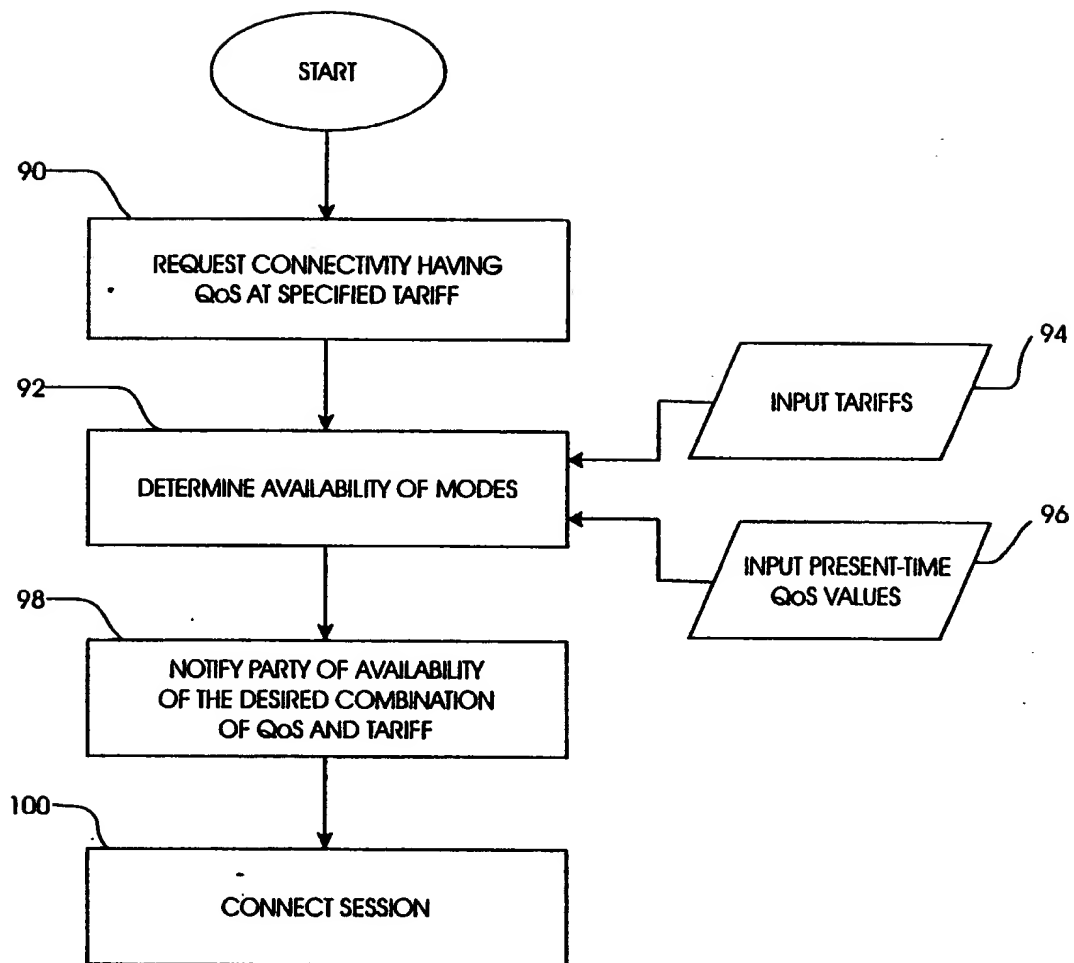 START
90
REQUEST CONNECTIVITY HAVING
QoS AT SPECIFIED TARIFF
92
DETERMINE AVAILABILITY OF MODES
94
INPUT TARIFFS
96
INPUT PRESENT-TIME
QoS VALUES
98
NOTIFY PARTY OF AVAILABILITY
OF THE DESIRED COMBINATION
OF QoS AND TARIFF
100
CONNECT SESSION